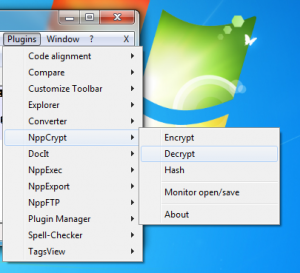 Plugins Window ? X
Code alignment
Compare
Customize Toolbar
Explorer
Converter
NppCrypt
DocIt
NppExec
NppExport
NppFTP
Plugin Manager
Spell-Checker
TagsView
Encrypt
Decrypt
Hash
Monitor open/save
About